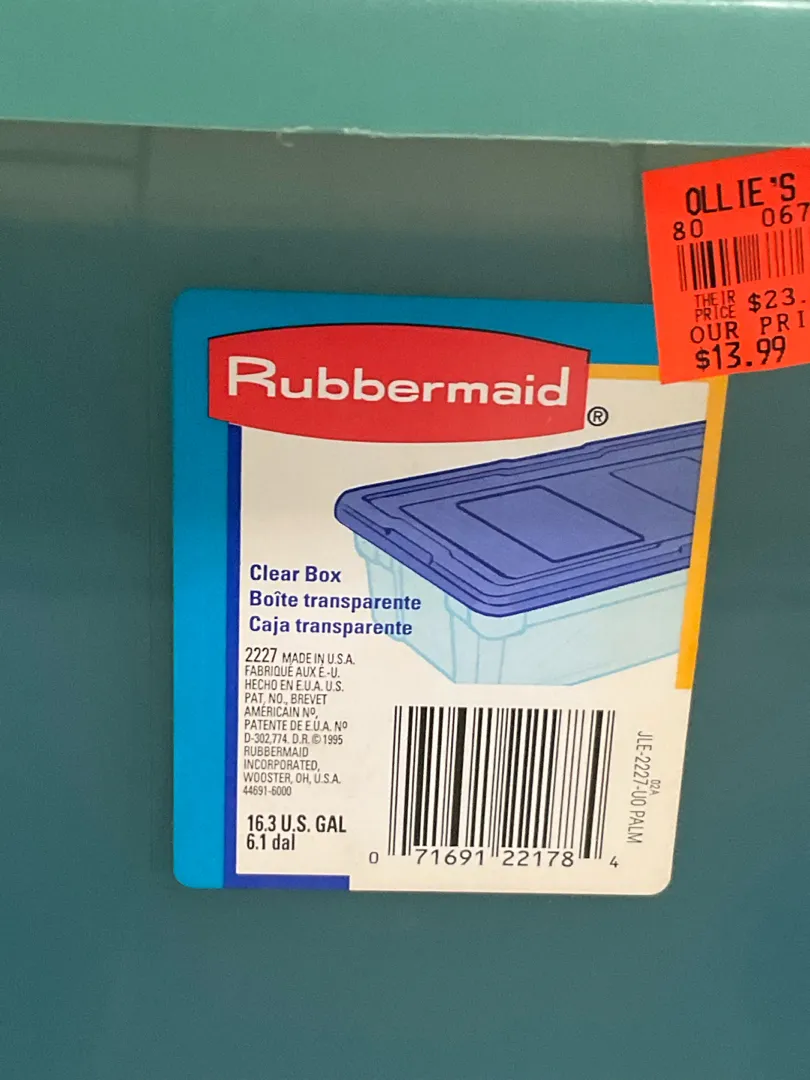 OLLIE'S
80 067
THEIR PRICE $23.
OUR PRI
$13.99
Rubbermaid®
Clear Box
Boîte transparente
Caja transparente
2227 MADE IN U.S.A.
FABRIQUÉ AUX É.-U.
HECHO EN E.U.A. U.S.
PAT. NO., BREVET
AMÉRICAIN Nº,
PATENTE DE E.U.A. Nº
D-302,774. D.R. © 1995
RUBBERMAID
INCORPORATED,
WOOSTER, OH, U.S.A.
44691-6000
16.3 U.S. GAL
6.1 dal
0 71691 22178 4
02A
JLE-2227-U0 PALM